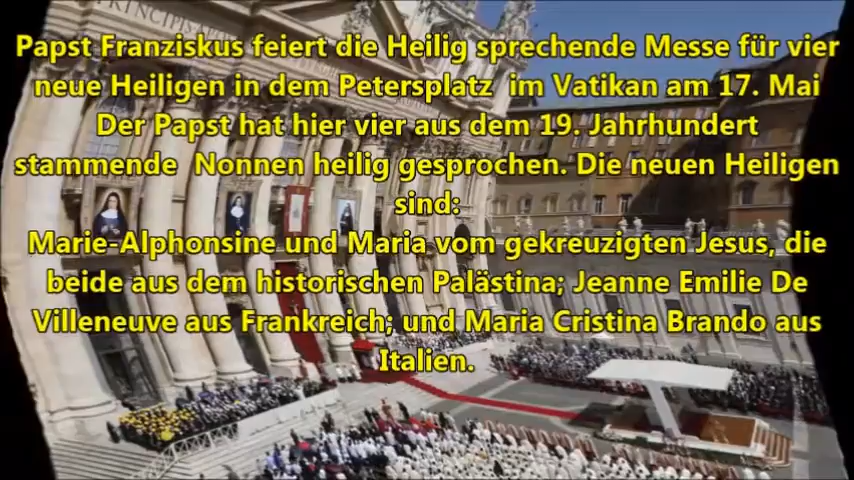 PRINCIPIS
Papst Franziskus feiert die Heilig sprechende Messe für vier
neue Heiligen in dem Petersplatz im Vatikan am 17. Mai
Der Papst hat hier vier aus dem 19. Jahrhundert
stammende Nonnen heilig gesprochen. Die neuen Heiligen
sind:
Marie-Alphonsine und Maria vom gekreuzigten Jesus, die
beide aus dem historischen Palästina; Jeanne Emilie De
Villeneuve aus Frankreich; und Maria Cristina Brando aus
Italien.